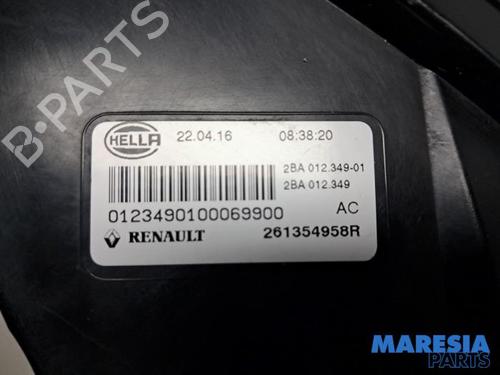 B-PARTS
HELLA
22.04.16 08:38:20
2BA 012.349-01
2BA 012.349
0123490100069900 AC
RENAULT 261354958R
MARESIA
PARTS